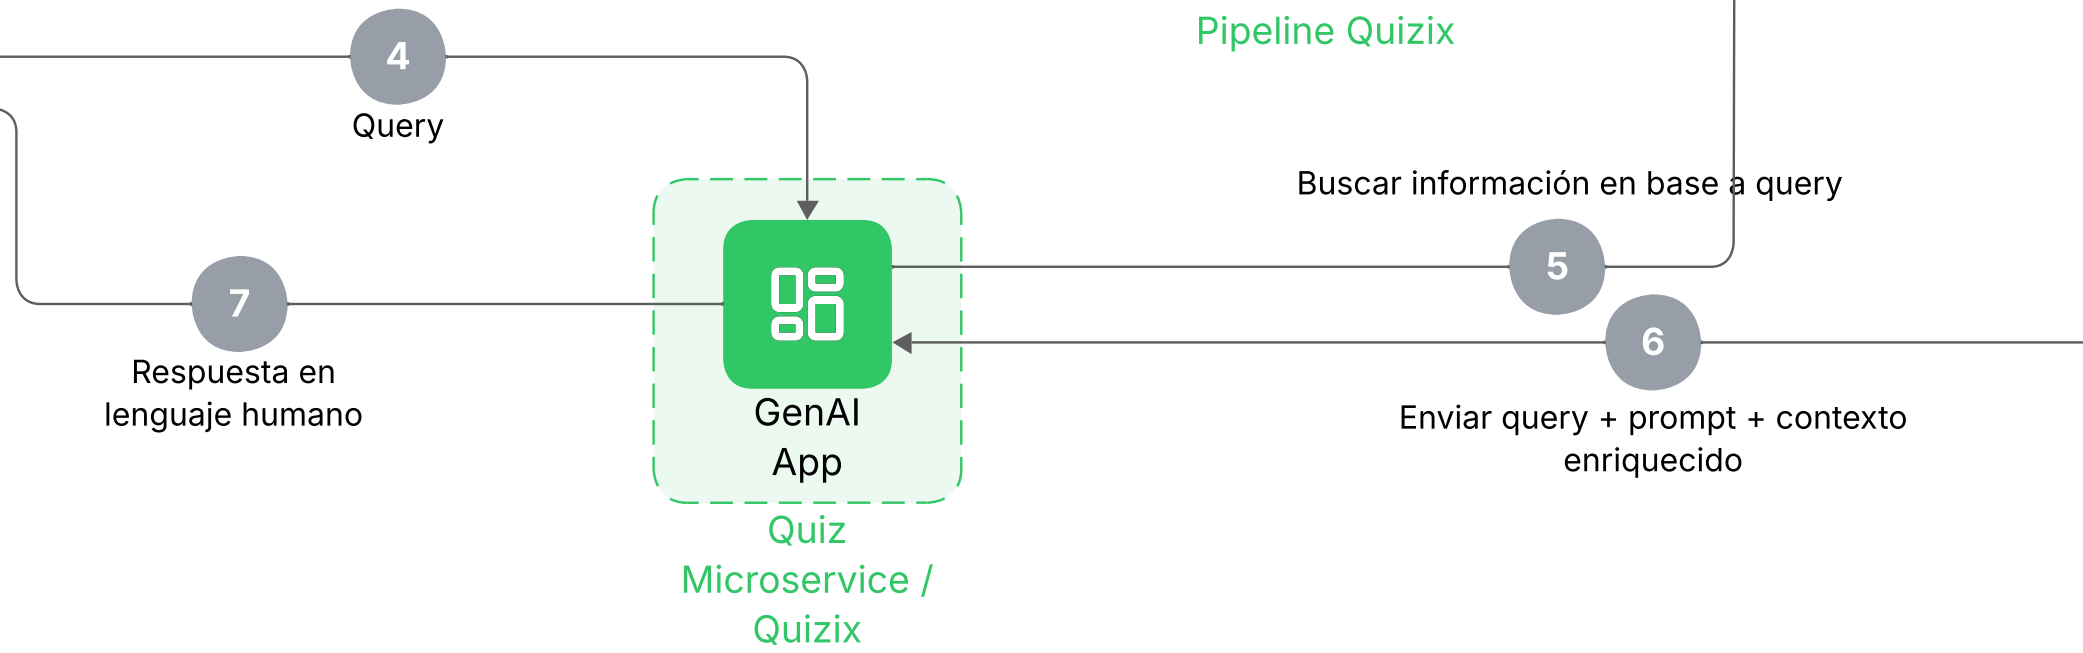 Pipeline Quizix
4
Query
Buscar información en base a query
5
7
6
Respuesta en
lenguaje humano
GenAI
App
Enviar query + prompt + contexto
enriquecido
Quiz
Microservice /
Quizix